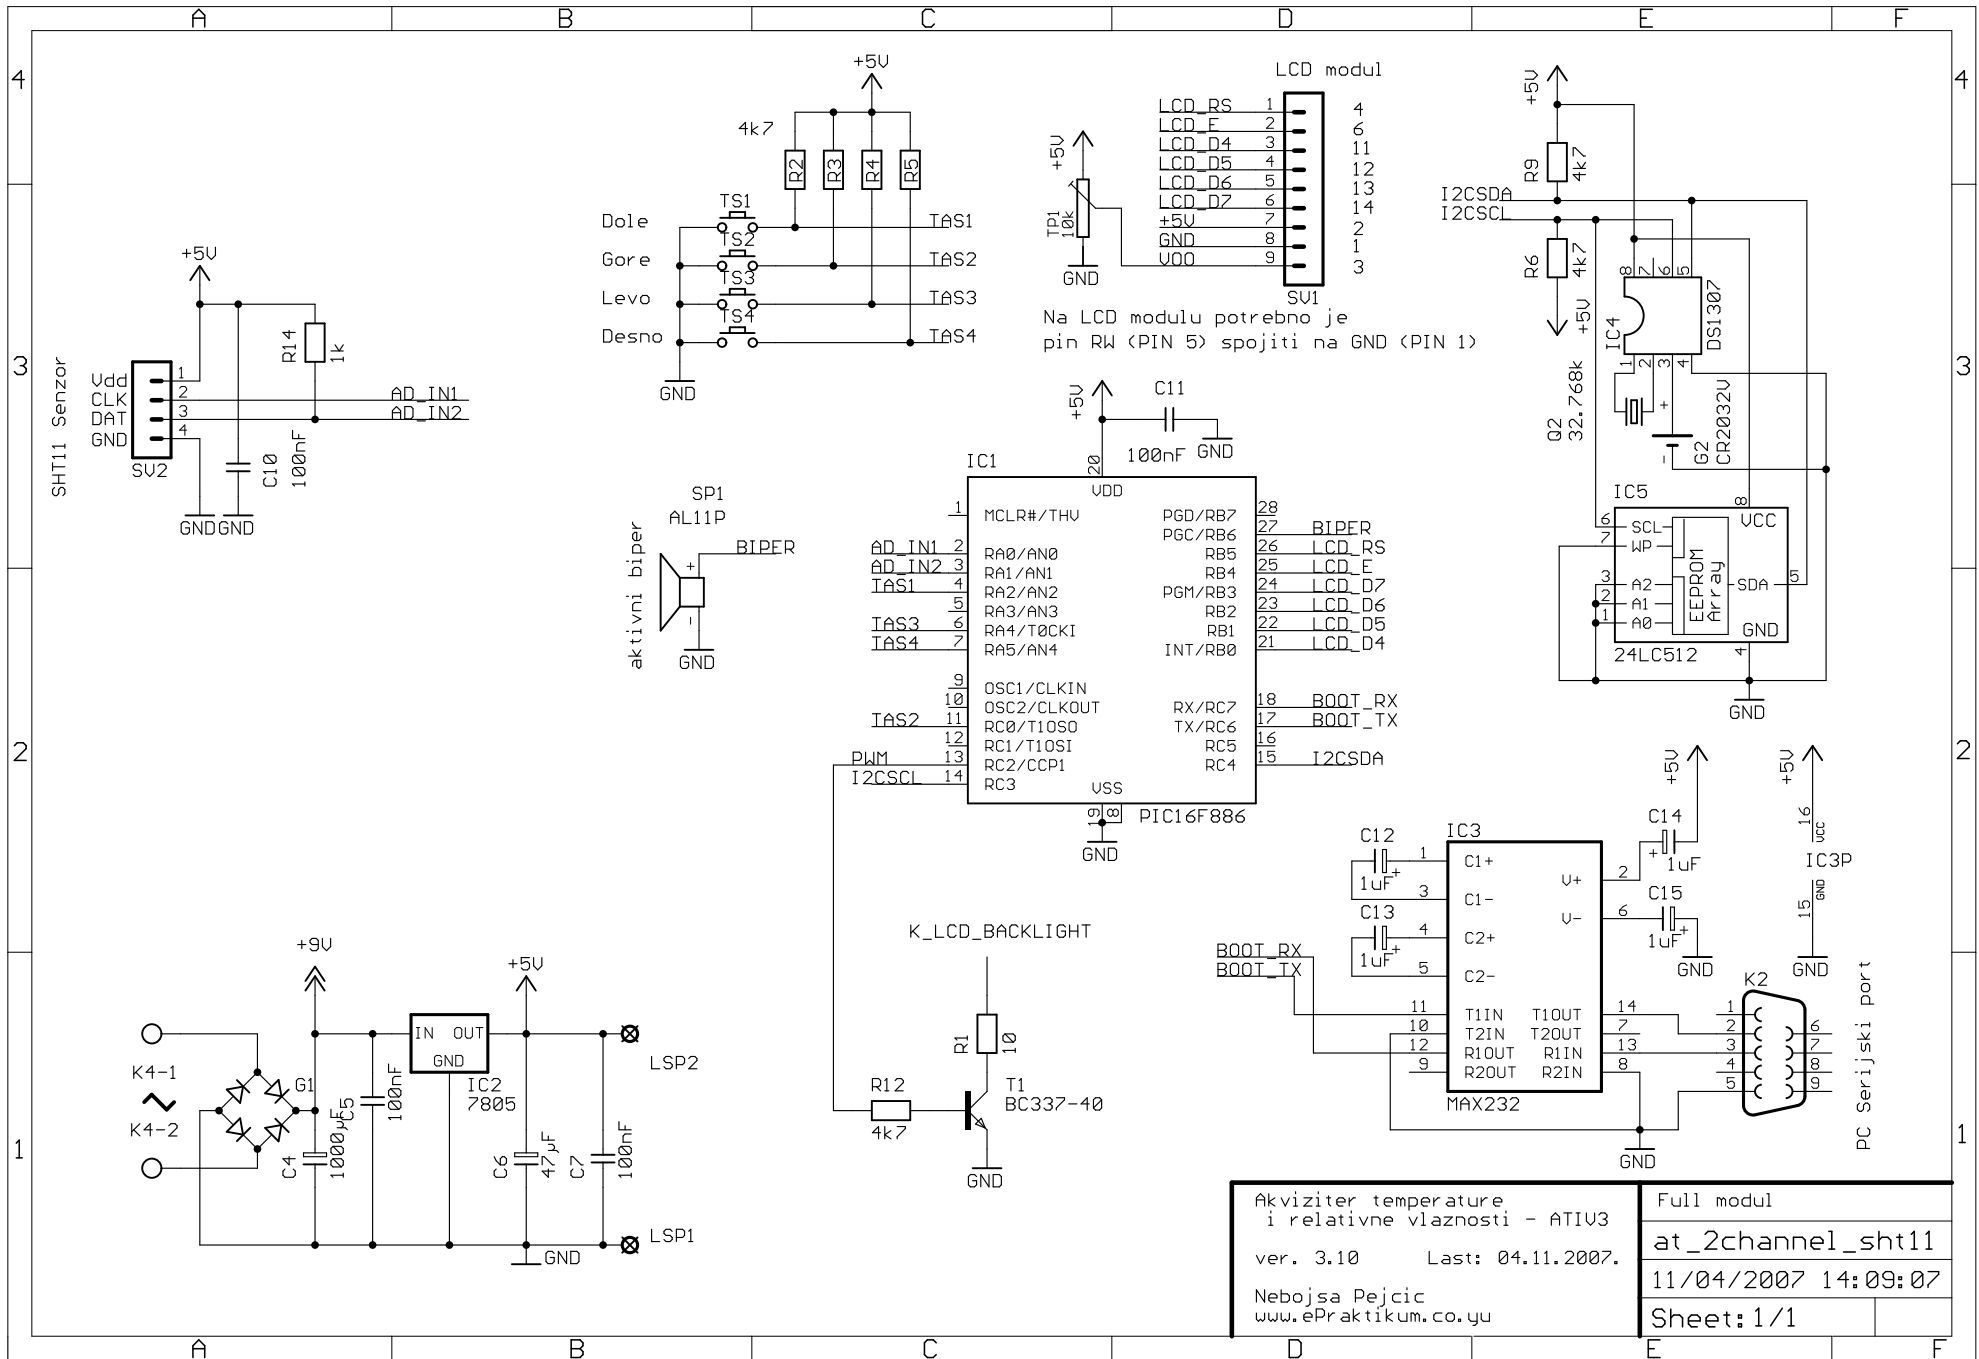 A B C D E F
4 4
3 3
2 2
1 1
A B C D E F
+5V
4k7
R2 R3 R4 R5
Dole TS1 TAS1
Gore TS2 TAS2
Levo TS3 TAS3
Desno TS4 TAS4
GND
LCD modul
LCD_RS 1 4
LCD_E 2 6
LCD_D4 3 11
LCD_D5 4 12
LCD_D6 5 13
LCD_D7 6 14
+5V 7 2
GND 8 1
VOO 9 3
SV1
+5V
TP1
10k
GND
Na LCD modulu potrebno je
pin RW (PIN 5) spojiti na GND (PIN 1)
+5V
R9
4k7
I2CSDA
I2CSCL
R6
4k7
+5V
8 7 6 5
IC4
DS1307
1 2 3 4
Q2
32.768k
+
-
G2
CR2032V
IC5
8
VCC
6 SCL
7 WP
3 A2
2 A1
1 A0
EEPROM
Array
SDA 5
GND
4
24LC512
GND
+5V
SHT11 Senzor
Vdd 1
CLK 2
DAT 3
GND 4
SV2
R14
1k
AD_IN1
AD_IN2
C10
100nF
GND GND
SP1
AL11P
aktivni biper
BIPER
+
-
GND
+5V
C11
100nF
GND
IC1
20
VDD
1 MCLR#/THV
AD_IN1 2 RA0/AN0
AD_IN2 3 RA1/AN1
TAS1 4 RA2/AN2
5 RA3/AN3
TAS3 6 RA4/T0CKI
TAS4 7 RA5/AN4
9 OSC1/CLKIN
10 OSC2/CLKOUT
TAS2 11 RC0/T1OSO
12 RC1/T1OSI
PWM 13 RC2/CCP1
I2CSCL 14 RC3
PGD/RB7 28
PGC/RB6 27 BIPER
RB5 26 LCD_RS
RB4 25 LCD_E
PGM/RB3 24 LCD_D7
RB2 23 LCD_D6
RB1 22 LCD_D5
INT/RB0 21 LCD_D4
RX/RC7 18 BOOT_RX
TX/RC6 17 BOOT_TX
RC5 16
RC4 15 I2CSDA
VSS
19 8
PIC16F886
GND
K_LCD_BACKLIGHT
R1
10
R12
4k7
T1
BC337-40
GND
+9V
+5V
K4-1
K4-2
G1
C4
1000µF
C5
100nF
IN OUT
GND
IC2
7805
C6
47µF
C7
100nF
LSP2
LSP1
GND
IC3
C12
1uF
+
C13
1uF
+
1 C1+
3 C1-
4 C2+
5 C2-
11 T1IN
10 T2IN
12 R1OUT
9 R2OUT
V+ 2
V- 6
T1OUT 14
T2OUT 7
R1IN 13
R2IN 8
MAX232
BOOT_RX
BOOT_TX
+5V
C14
+
1uF
C15
1uF
+
GND
GND
+5V
16
VCC
IC3P
GND
15
GND
K2
1
2
3
4
5
6
7
8
9
PC Serijski port
Akviziter temperature
i relativne vlaznosti - ATIV3
ver. 3.10 Last: 04.11.2007.
Nebojsa Pejcic
www.ePraktikum.co.yu
Full modul
at_2channel_sht11
11/04/2007 14:09:07
Sheet: 1/1